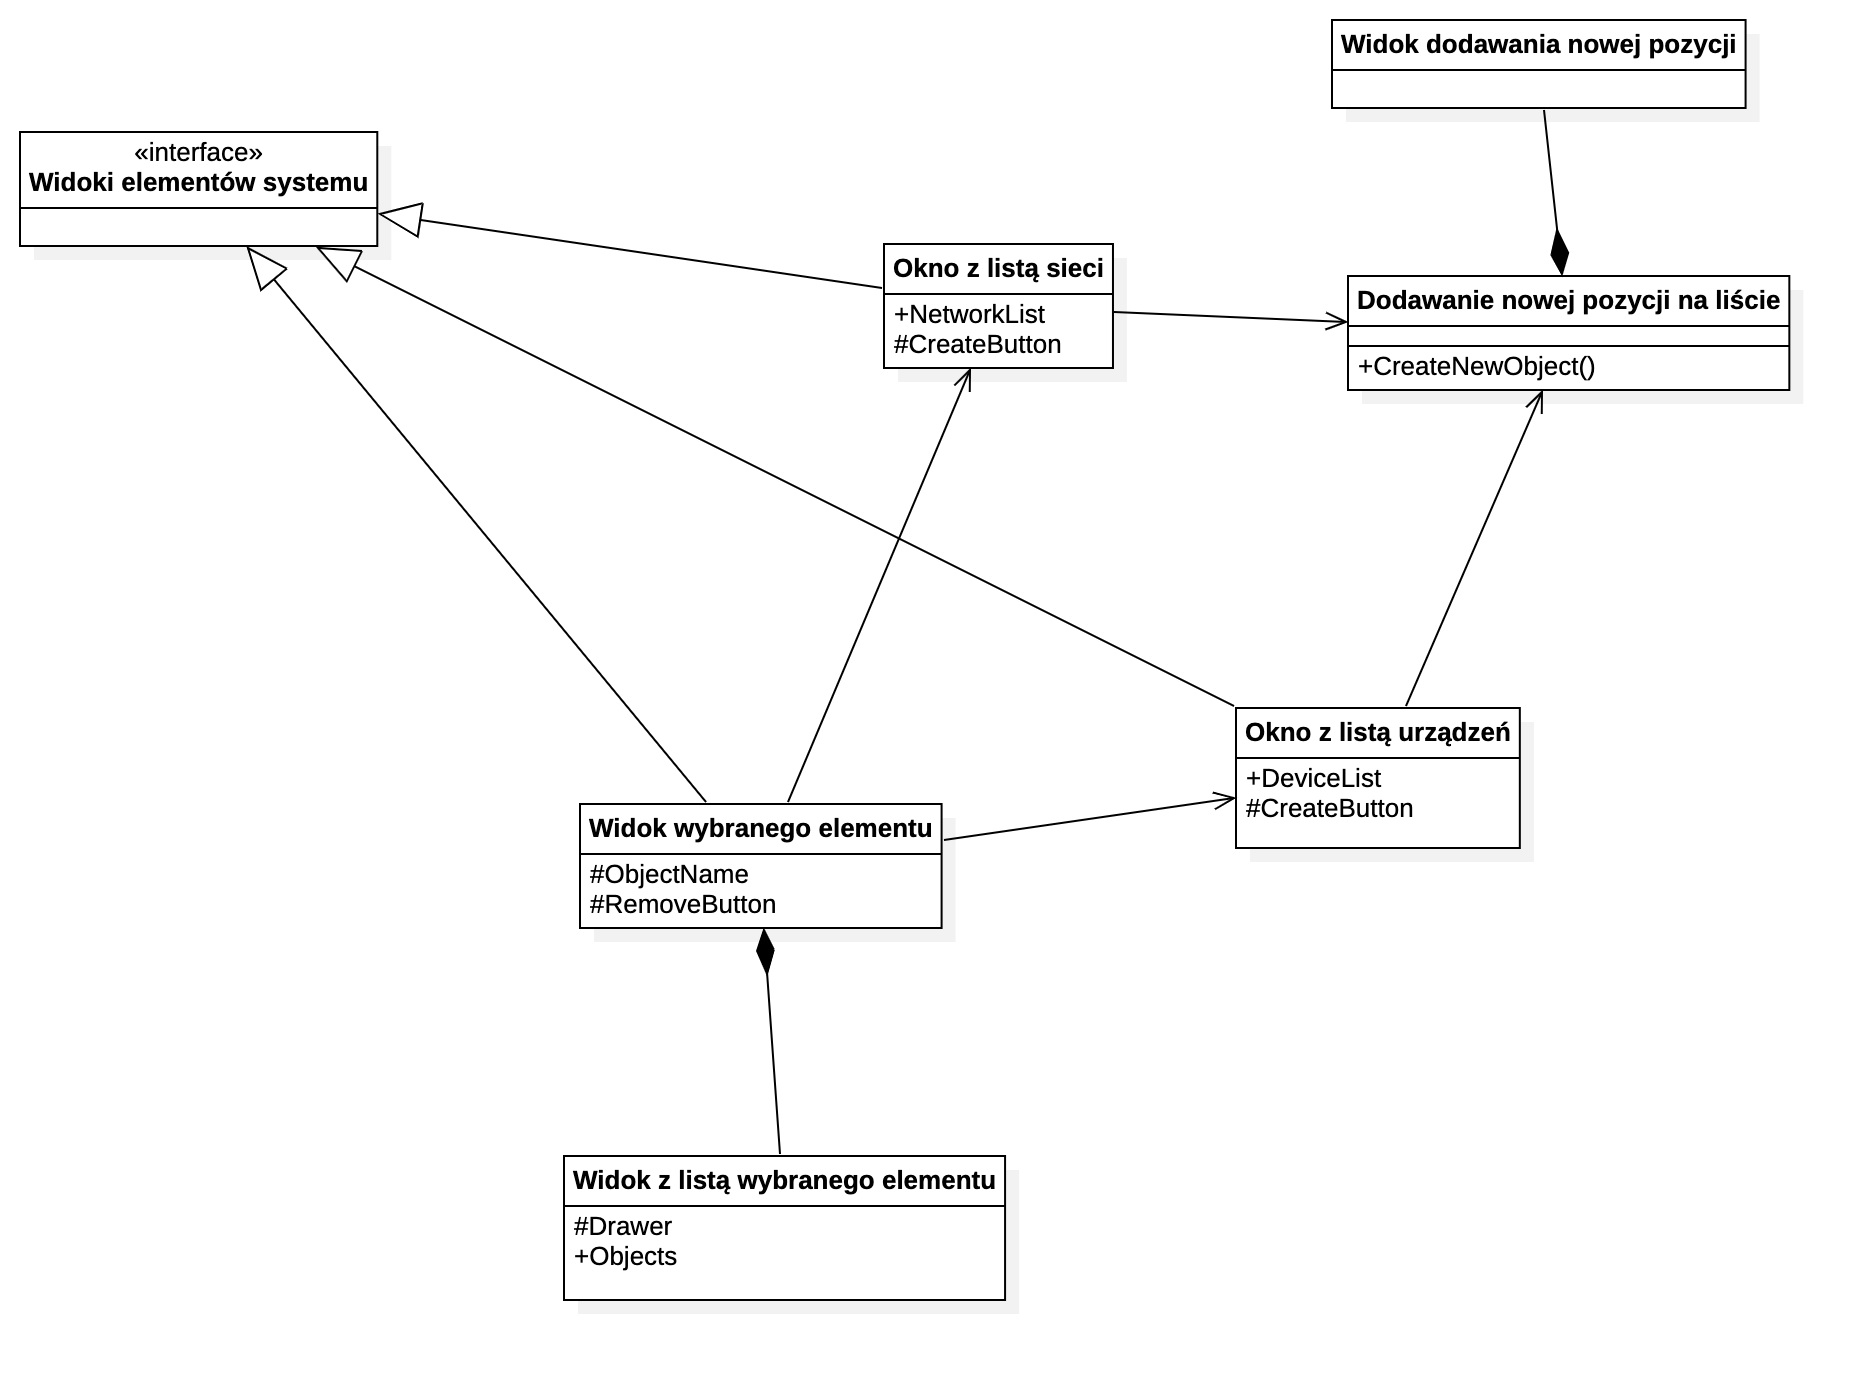 Widok dodawania nowej pozycji
«interface»
Widoki elementów systemu
Okno z listą sieci
+NetworkList
#CreateButton
Dodawanie nowej pozycji na liście
+CreateNewObject()
Okno z listą urządzeń
+DeviceList
#CreateButton
Widok wybranego elementu
#ObjectName
#RemoveButton
Widok z listą wybranego elementu
#Drawer
+Objects